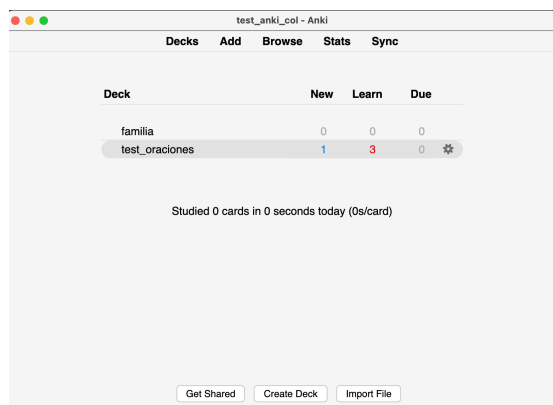 test_anki_col - Anki
Decks Add Browse Stats Sync
Deck New Learn Due
familia 0 0 0
test_oraciones 1 3 0
Studied 0 cards in 0 seconds today (0s/card)
Get Shared Create Deck Import File